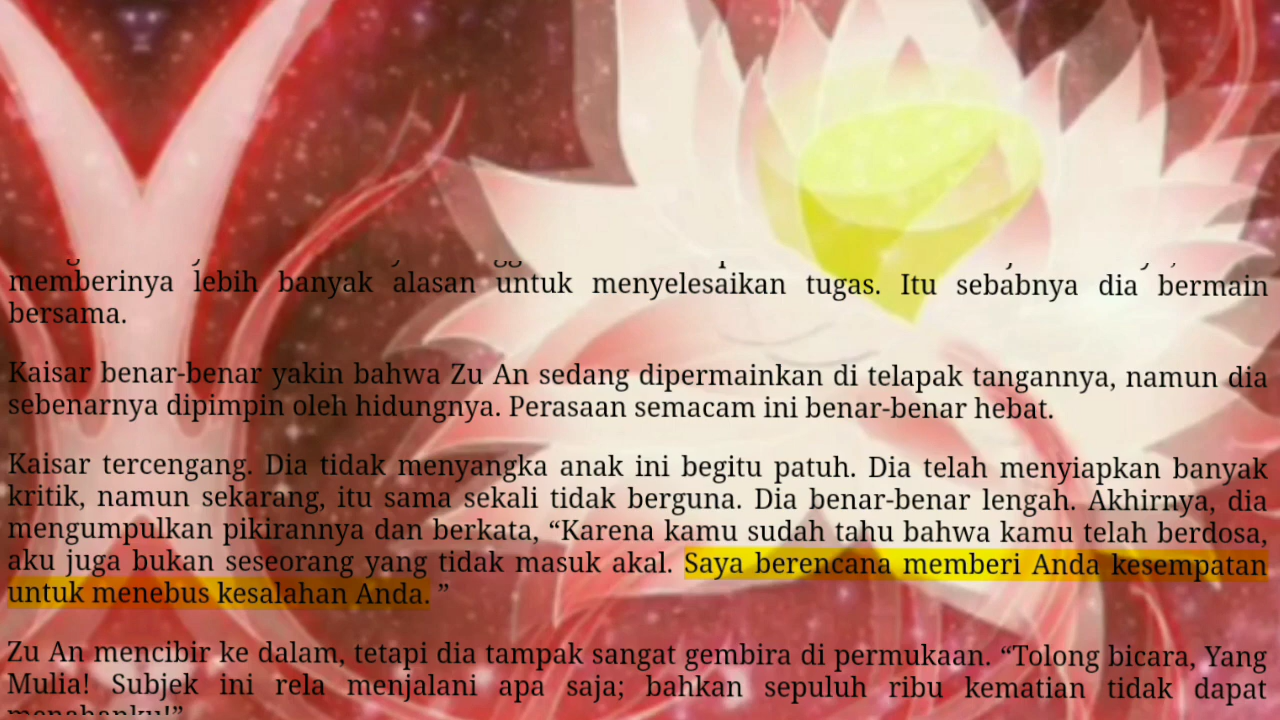 memberinya lebih banyak alasan untuk menyelesaikan tugas. Itu sebabnya dia bermain
bersama.
Kaisar benar-benar yakin bahwa Zu An sedang dipermainkan di telapak tangannya, namun dia
sebenarnya dipimpin oleh hidungnya. Perasaan semacam ini benar-benar hebat.
Kaisar tercengang. Dia tidak menyangka anak ini begitu patuh. Dia telah menyiapkan banyak
kritik, namun sekarang, itu sama sekali tidak berguna. Dia benar-benar lengah. Akhirnya, dia
mengumpulkan pikirannya dan berkata, “Karena kamu sudah tahu bahwa kamu telah berdosa,
aku juga bukan seseorang yang tidak masuk akal. Saya berencana memberi Anda kesempatan
untuk menebus kesalahan Anda. ”
Zu An mencibir ke dalam, tetapi dia tampak sangat gembira di permukaan. “Tolong bicara, Yang
Mulia! Subjek ini rela menjalani apa saja; bahkan sepuluh ribu kematian tidak dapat